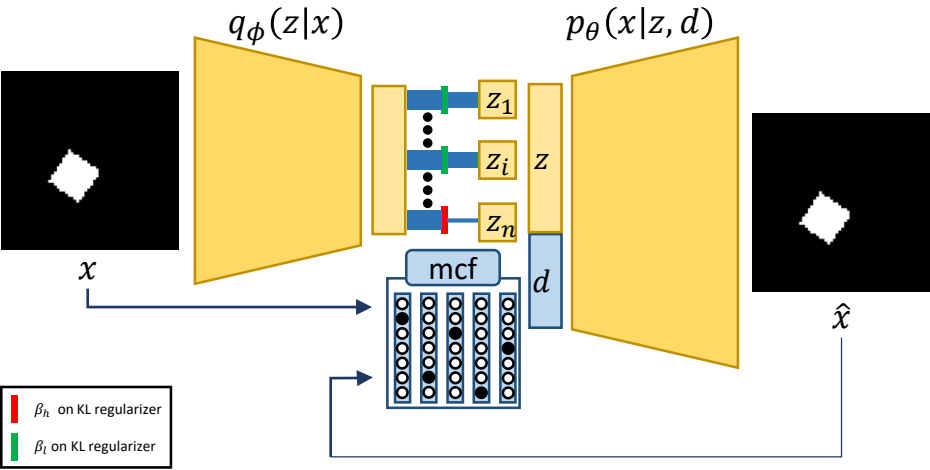 q_ϕ(z|x)
p_θ(x|z, d)
z_1
z_i
z_n
z
d
x
x̂
mcf
β_h on KL regularizer
β_l on KL regularizer